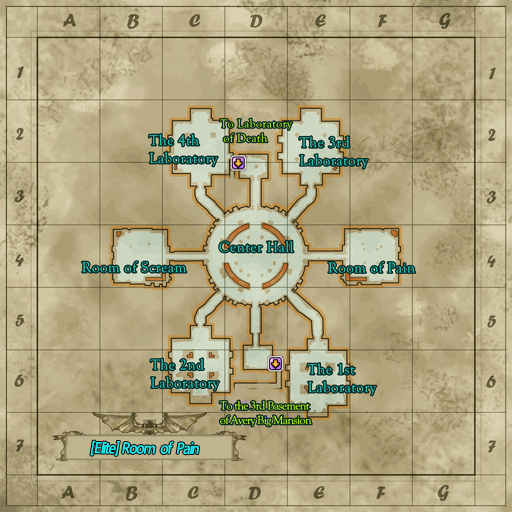 A B C D E F G
1 1
2 2
To Laboratory
of Death
The 4th
Laboratory
The 3rd
Laboratory
3 3
Center Hall
4 4
Room of Scream
Room of Pain
5 5
The 2nd
Laboratory
The 1st
Laboratory
6 6
To the 3rd Basement
of Avery Big Mansion
[Elite] Room of Pain
7 7
A B C D E F G